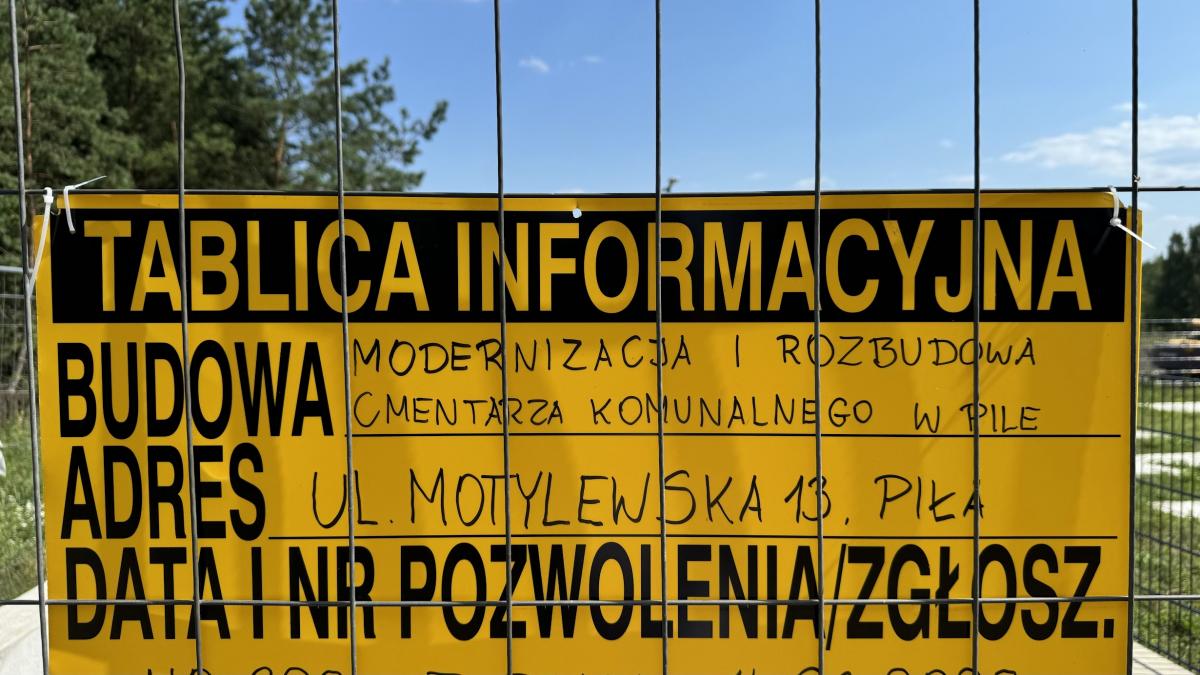 TABLICA INFORMACYJNA
BUDOWA MODERNIZACJA I ROZBUDOWA
CMENTARZA KOMUNALNEGO W PILE
ADRES UL. MOTYLEWSKA 13, PIŁA
DATA I NR POZWOLENIA/ZGŁOSZ.